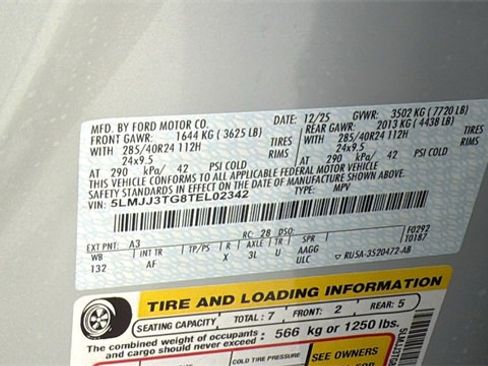 MFD. BY FORD MOTOR CO. DATE: 12/25 GVWR: 3502 KG ( 7720 LB)
FRONT GAWR: 1644 KG ( 3625 LB) REAR GAWR: 2013 KG ( 4438 LB)
WITH 285/40R24 112H TIRES WITH 285/40R24 112H TIRES
24x9.5 RIMS 24x9.5 RIMS
AT 290 kPa/ 42 PSI COLD AT 290 kPa/ 42 PSI COLD
THIS VEHICLE CONFORMS TO ALL APPLICABLE FEDERAL MOTOR VEHICLE
SAFETY STANDARDS IN EFFECT ON THE DATE OF MANUFACTURE SHOWN ABOVE.
VIN: 5LMJJ3TG8TEL02342 TYPE: MPV
F0292
T0187
EXT PNT: A3 RC: 28 DSO:
WB INT TR TP/PS R AXLE TR SPR
132 AF X 3L U AAGG
ULC RU5A-3520472-AB
TIRE AND LOADING INFORMATION
SEATING CAPACITY TOTAL: 7 FRONT: 2 REAR: 5
The combined weight of occupants
and cargo should never exceed: 566 kg or 1250 lbs.
COLD TIRE PRESSURE
SEE OWNERS